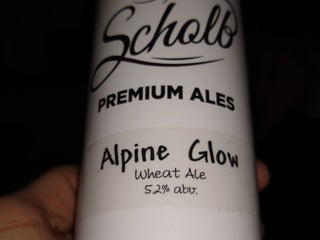 Scholb
PREMIUM ALES
Alpine Glow
Wheat Ale
5.2% abv.